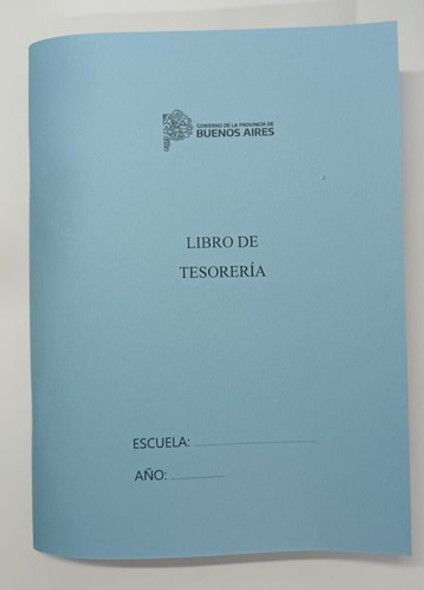 GOBIERNO DE LA PROVINCIA DE
BUENOS AIRES
LIBRO DE
TESORERÍA
ESCUELA:
AÑO: